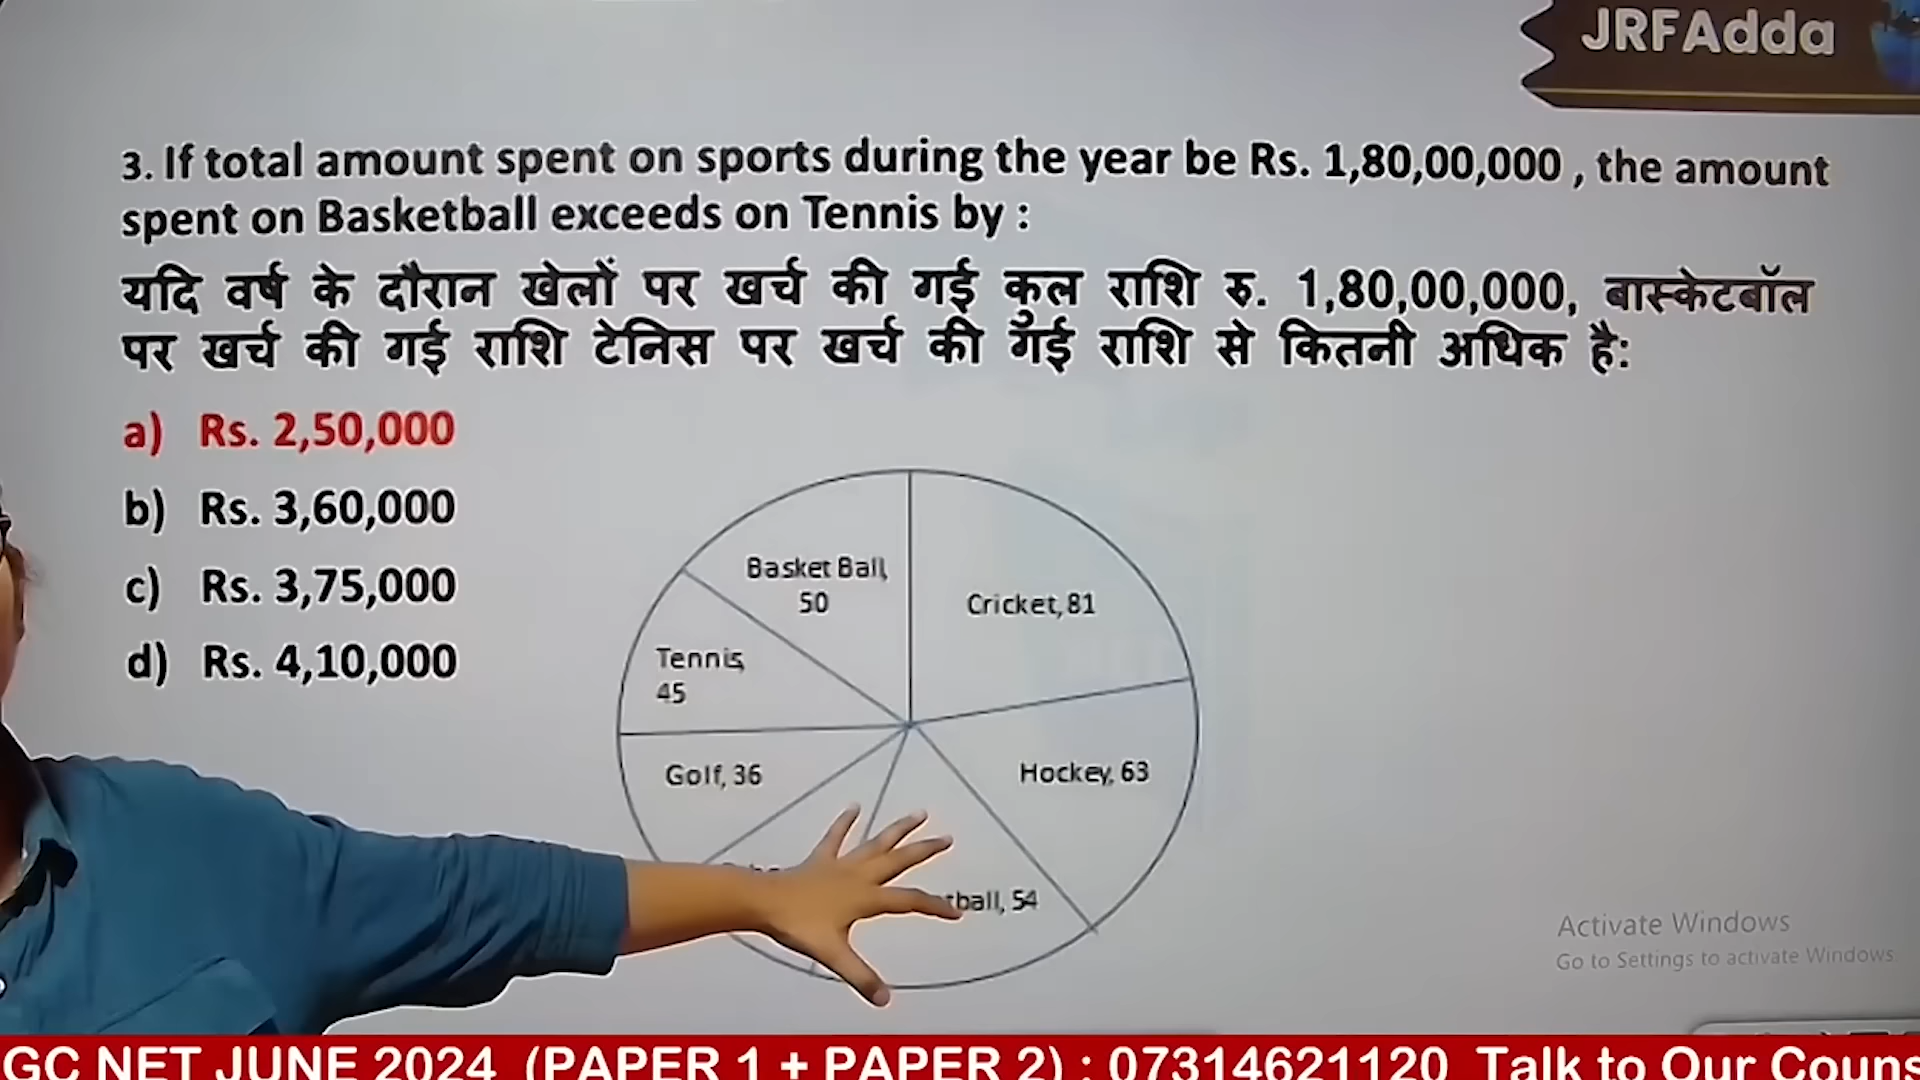 JRFAdda
3. If total amount spent on sports during the year be Rs. 1,80,00,000 , the amount
spent on Basketball exceeds on Tennis by :
यदि वर्ष के दौरान खेलों पर खर्च की गई कुल राशि रु. 1,80,00,000, बास्केटबॉल
पर खर्च की गई राशि टेनिस पर खर्च की गई राशि से कितनी अधिक है:
a) Rs. 2,50,000
b) Rs. 3,60,000
c) Rs. 3,75,000
d) Rs. 4,10,000
Basket Ball,
50
Cricket, 81
Tennis,
45
Golf, 36
Hockey, 63
tball, 54
Activate Windows
Go to Settings to activate Windows.
GC NET JUNE 2024 (PAPER 1 + PAPER 2) : 07314621120 Talk to Our Couns